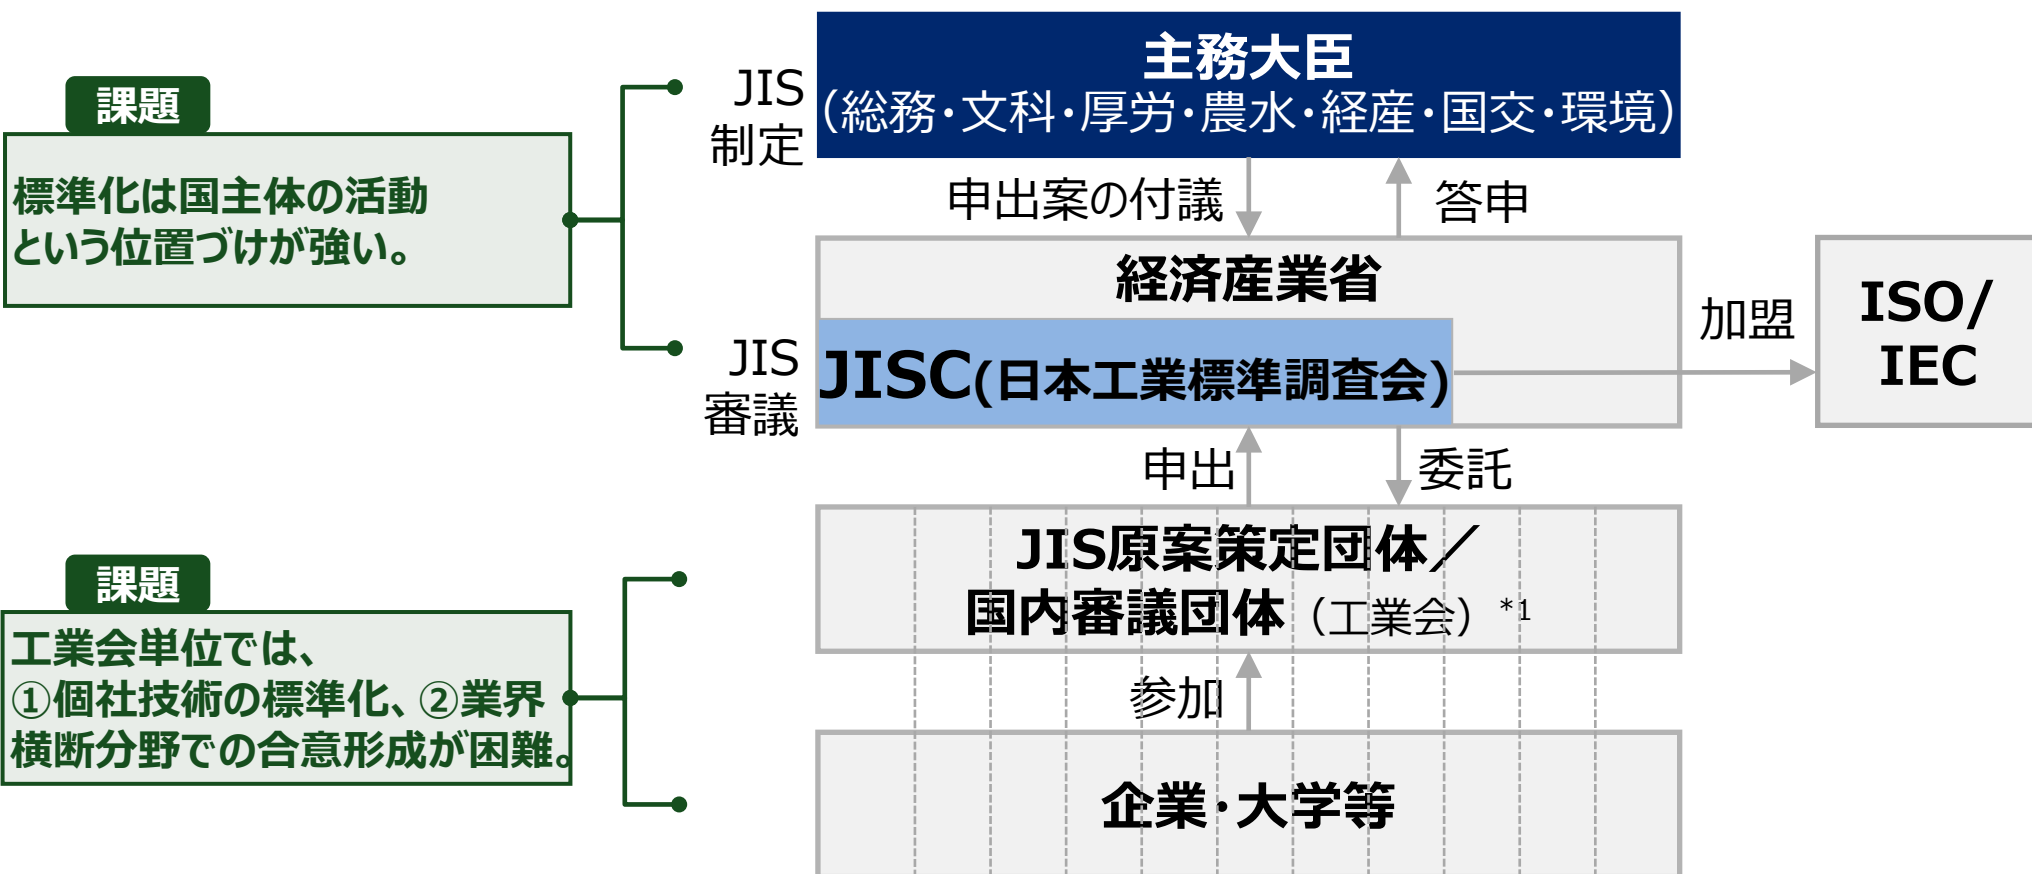 課題
標準化は国主体の活動
という位置づけが強い。
JIS
制定
主務大臣
（総務・文科・厚労・農水・経産・国交・環境）
申出案の付議
答申
経済産業省
JIS
審議
JISC(日本工業標準調査会)
加盟
ISO/
IEC
申出
委託
課題
工業会単位では、
①個社技術の標準化、②業界
横断分野での合意形成が困難。
JIS原案策定団体／
国内審議団体（工業会）*1
参加
企業・大学等